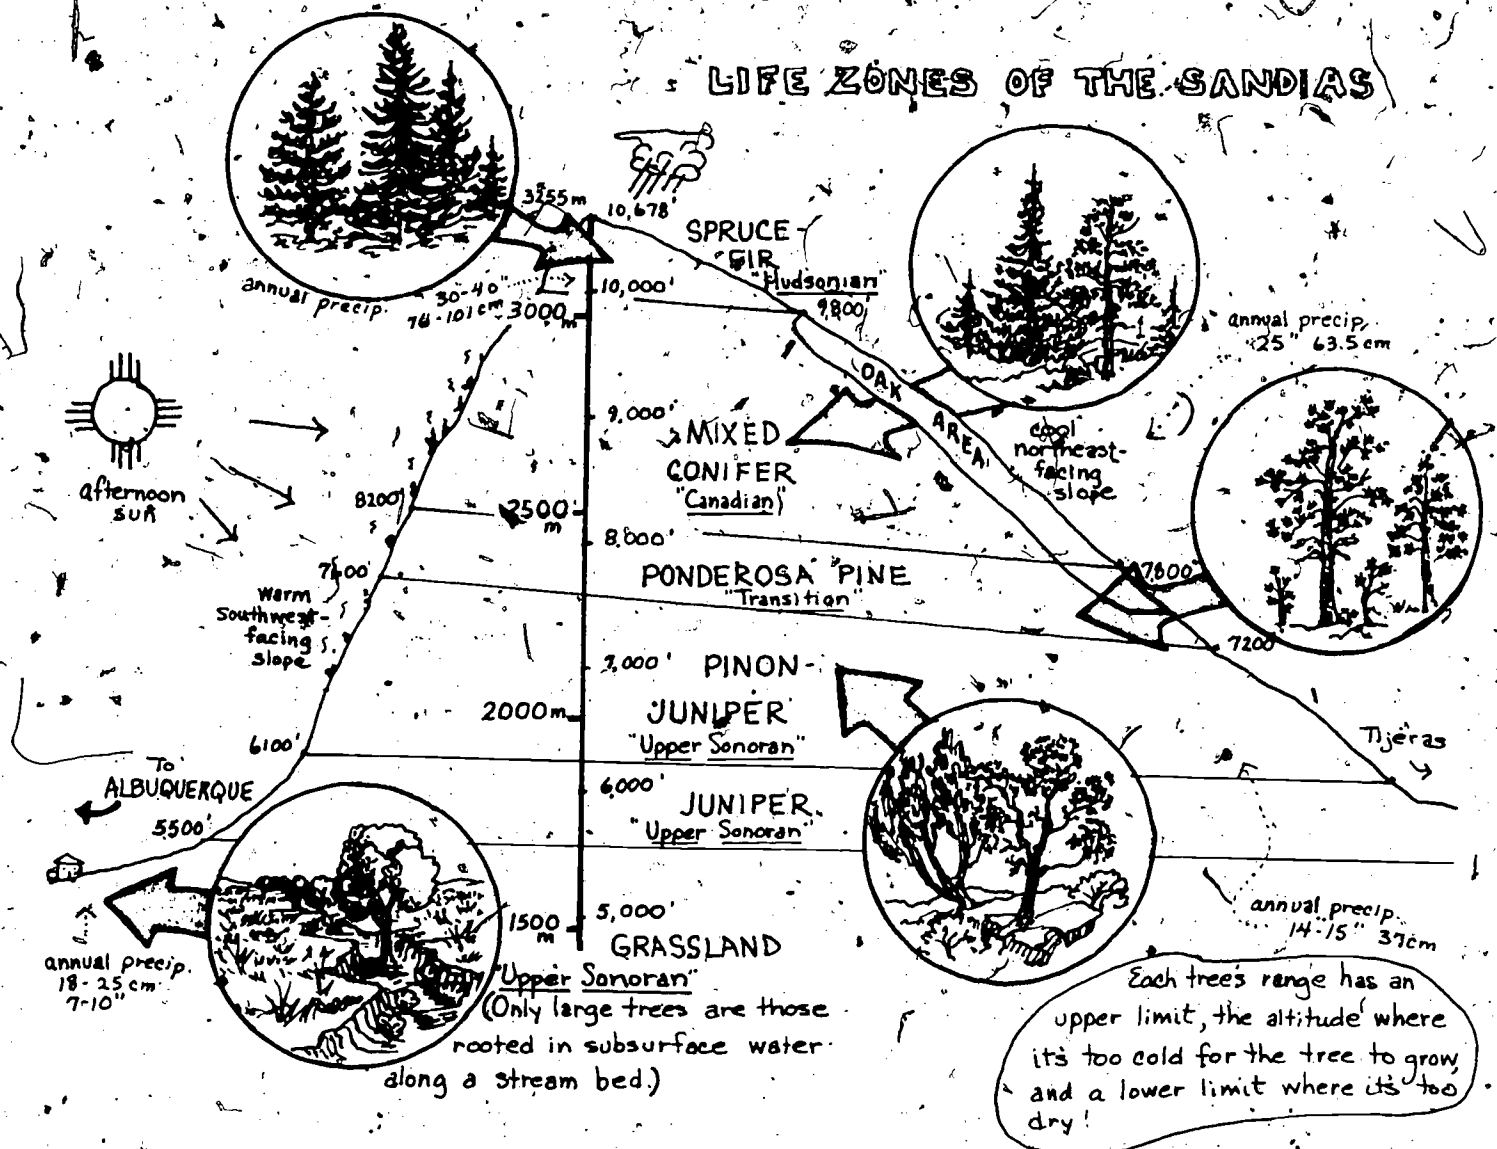 LIFE ZONES OF THE SANDIAS
3255m
10,678'
SPRUCE-
FIR
"Hudsonian"
9,800'
annual precip.
30-40"
76-101cm
10,000'
3000
m
annual precip.
25" 63.5cm
OAK AREA
9,000'
MIXED
CONIFER
"Canadian"
cool
northeast-
facing
slope
afternoon
sun
8200'
2500
m
8,000'
7800'
PONDEROSA PINE
"Transition"
warm
Southwest-
facing
slope
7200'
7,000'
PINON-
JUNIPER
"Upper Sonoran"
2000m
6100'
Tijeras
To
ALBUQUERQUE
6,000'
JUNIPER
"Upper Sonoran"
5500'
1500
m
5,000'
GRASSLAND
"Upper Sonoran"
(Only large trees are those
rooted in subsurface water
along a stream bed.)
annual precip.
18-25cm
7-10"
annual precip.
14-15" 37cm
Each tree's range has an
upper limit, the altitude where
it's too cold for the tree to grow,
and a lower limit where it's too
dry!